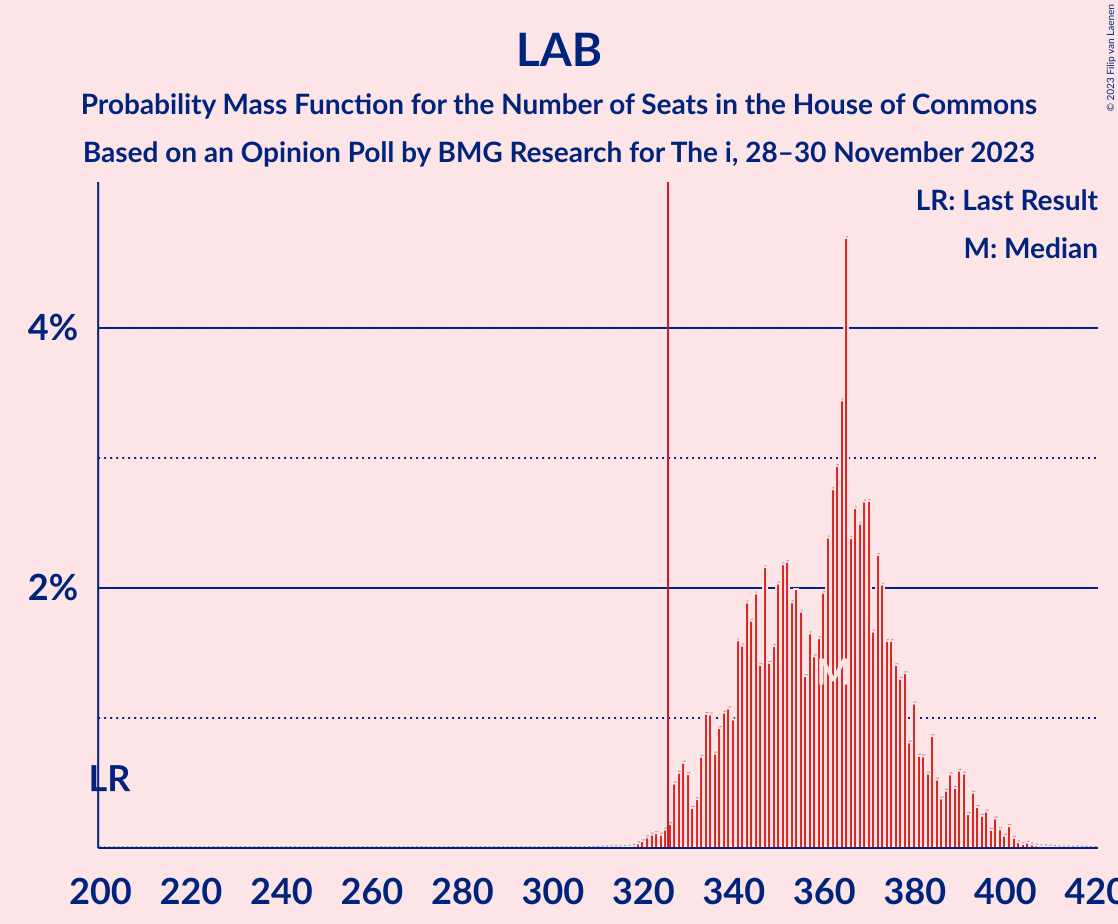 LAB
Probability Mass Function for the Number of Seats in the House of Commons
Based on an Opinion Poll by BMG Research for The i, 28–30 November 2023
© 2023 Filip van Laenen
LR: Last Result
M: Median
4%
2%
M
LR
200 220 240 260 280 300 320 340 360 380 400 420